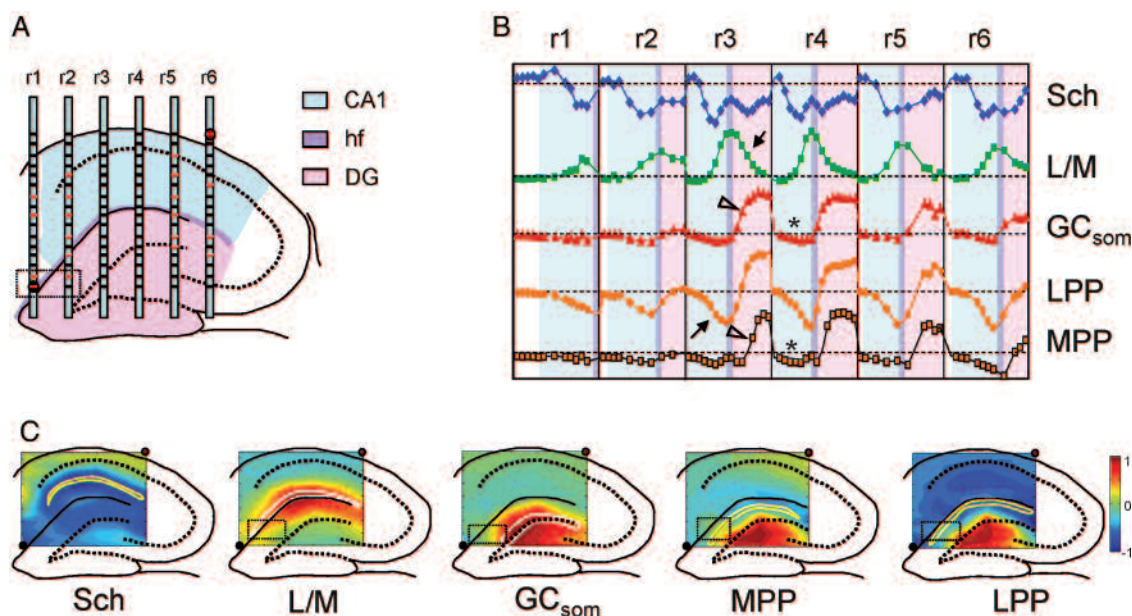 A
r1 r2 r3 r4 r5 r6
CA1
hf
DG
B
r1 r2 r3 r4 r5 r6
Sch
L/M
GCsom
LPP
MPP
*
*
C
1
0
-1
Sch L/M GCsom MPP LPP